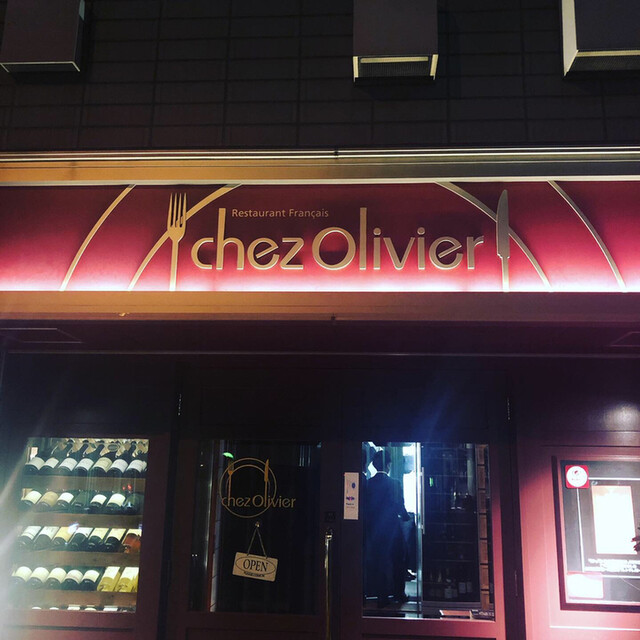 Restaurant Français
chez Olivier
chez Olivier
OPEN